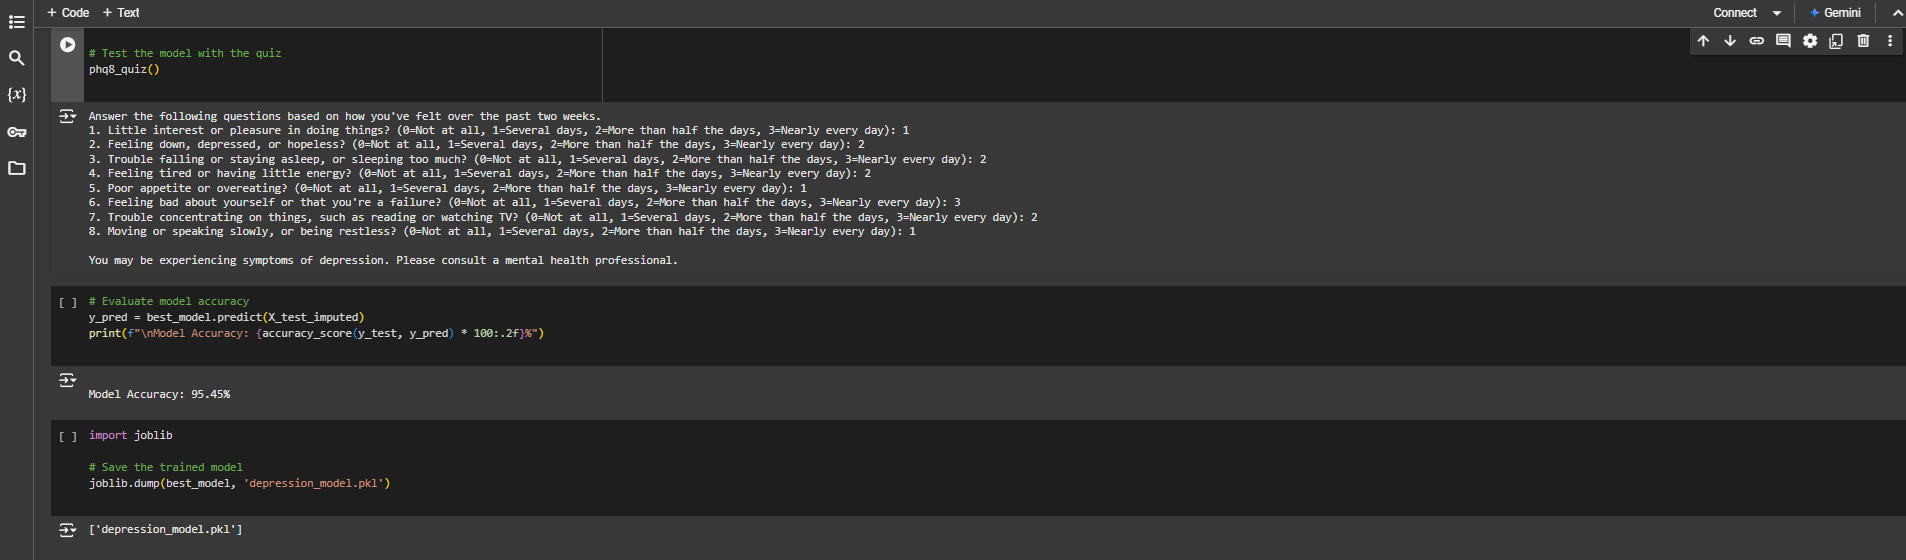 + Code + Text
Connect
Gemini
# Test the model with the quiz
phq8_quiz()
Answer the following questions based on how you've felt over the past two weeks.
1. Little interest or pleasure in doing things? (0=Not at all, 1=Several days, 2=More than half the days, 3=Nearly every day): 1
2. Feeling down, depressed, or hopeless? (0=Not at all, 1=Several days, 2=More than half the days, 3=Nearly every day): 2
3. Trouble falling or staying asleep, or sleeping too much? (0=Not at all, 1=Several days, 2=More than half the days, 3=Nearly every day): 2
4. Feeling tired or having little energy? (0=Not at all, 1=Several days, 2=More than half the days, 3=Nearly every day): 2
5. Poor appetite or overeating? (0=Not at all, 1=Several days, 2=More than half the days, 3=Nearly every day): 1
6. Feeling bad about yourself or that you're a failure? (0=Not at all, 1=Several days, 2=More than half the days, 3=Nearly every day): 3
7. Trouble concentrating on things, such as reading or watching TV? (0=Not at all, 1=Several days, 2=More than half the days, 3=Nearly every day): 2
8. Moving or speaking slowly, or being restless? (0=Not at all, 1=Several days, 2=More than half the days, 3=Nearly every day): 1
You may be experiencing symptoms of depression. Please consult a mental health professional.
[ ] # Evaluate model accuracy
y_pred = best_model.predict(X_test_imputed)
print(f"\nModel Accuracy: {accuracy_score(y_test, y_pred) * 100:.2f}%")
Model Accuracy: 95.45%
[ ] import joblib
# Save the trained model
joblib.dump(best_model, 'depression_model.pkl')
['depression_model.pkl']